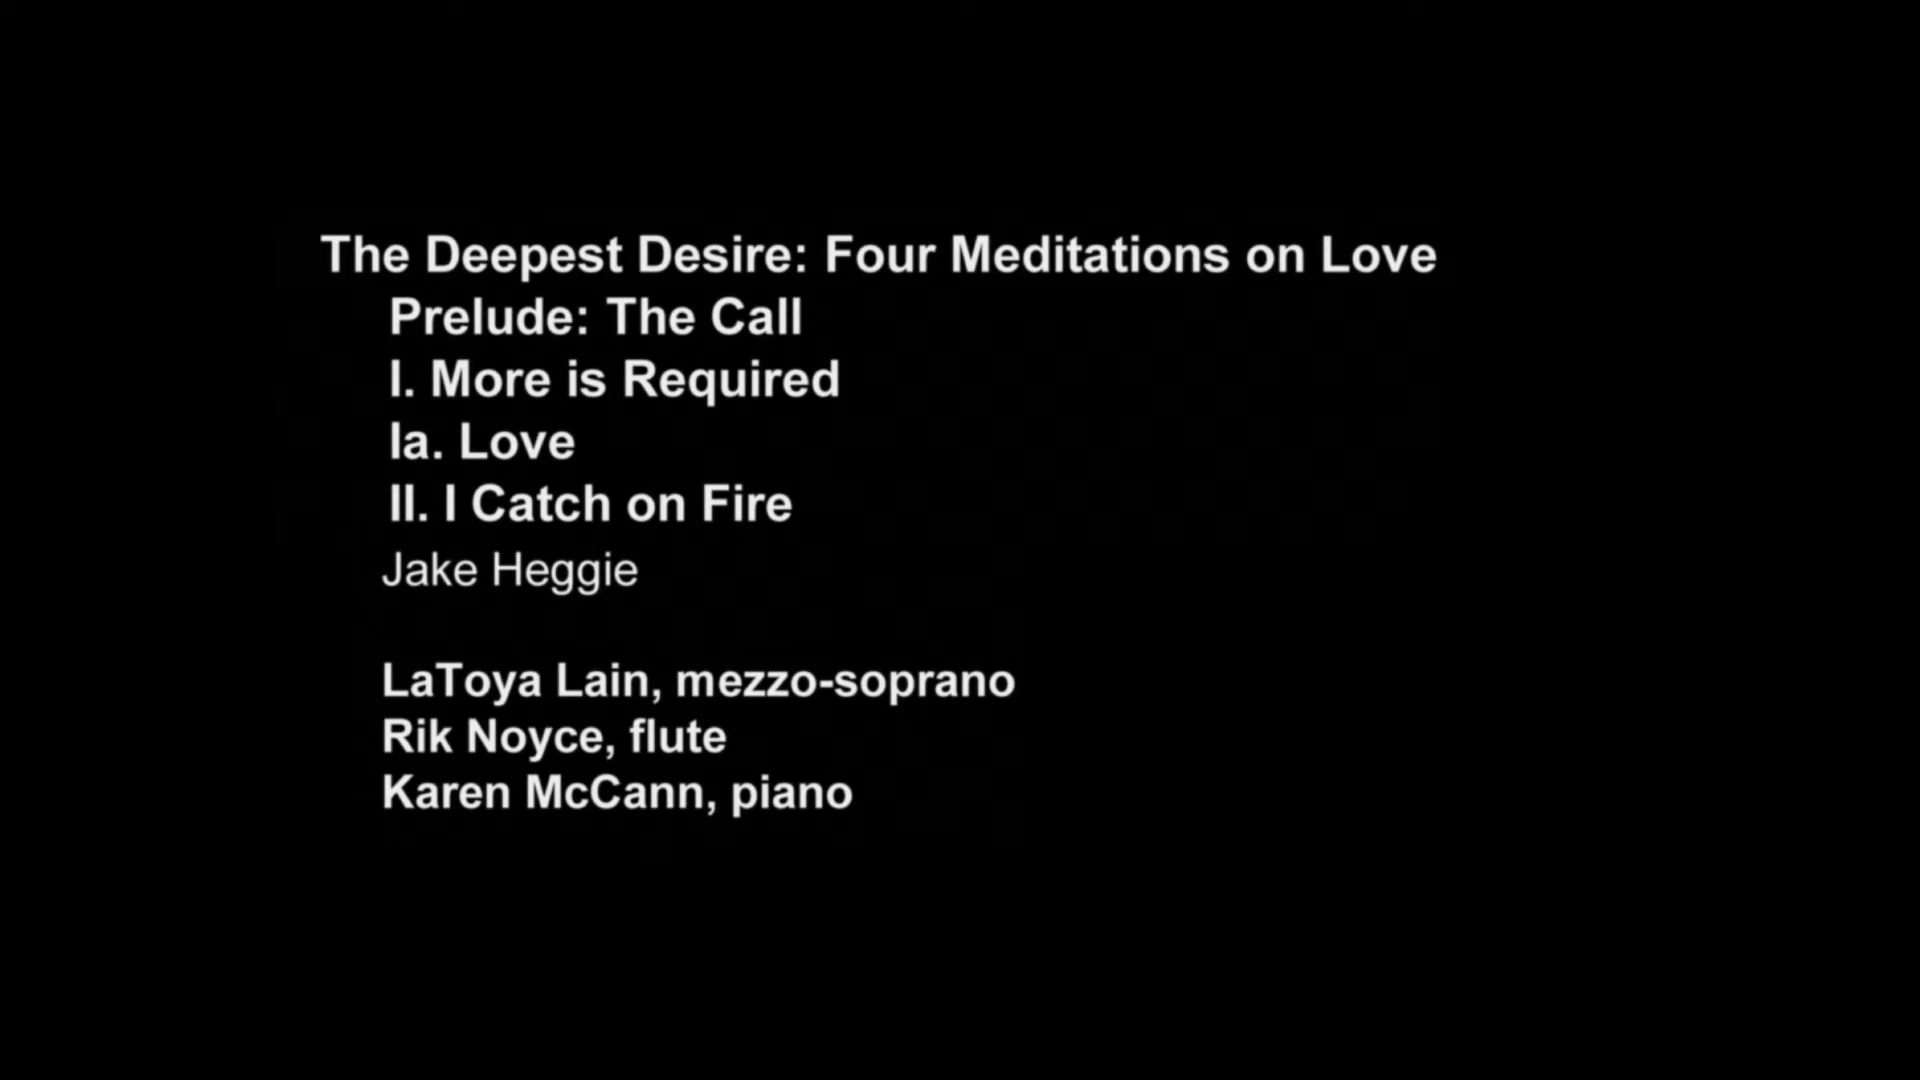 The Deepest Desire: Four Meditations on Love
Prelude: The Call
I. More is Required
Ia. Love
II. I Catch on Fire
Jake Heggie
LaToya Lain, mezzo-soprano
Rik Noyce, flute
Karen McCann, piano